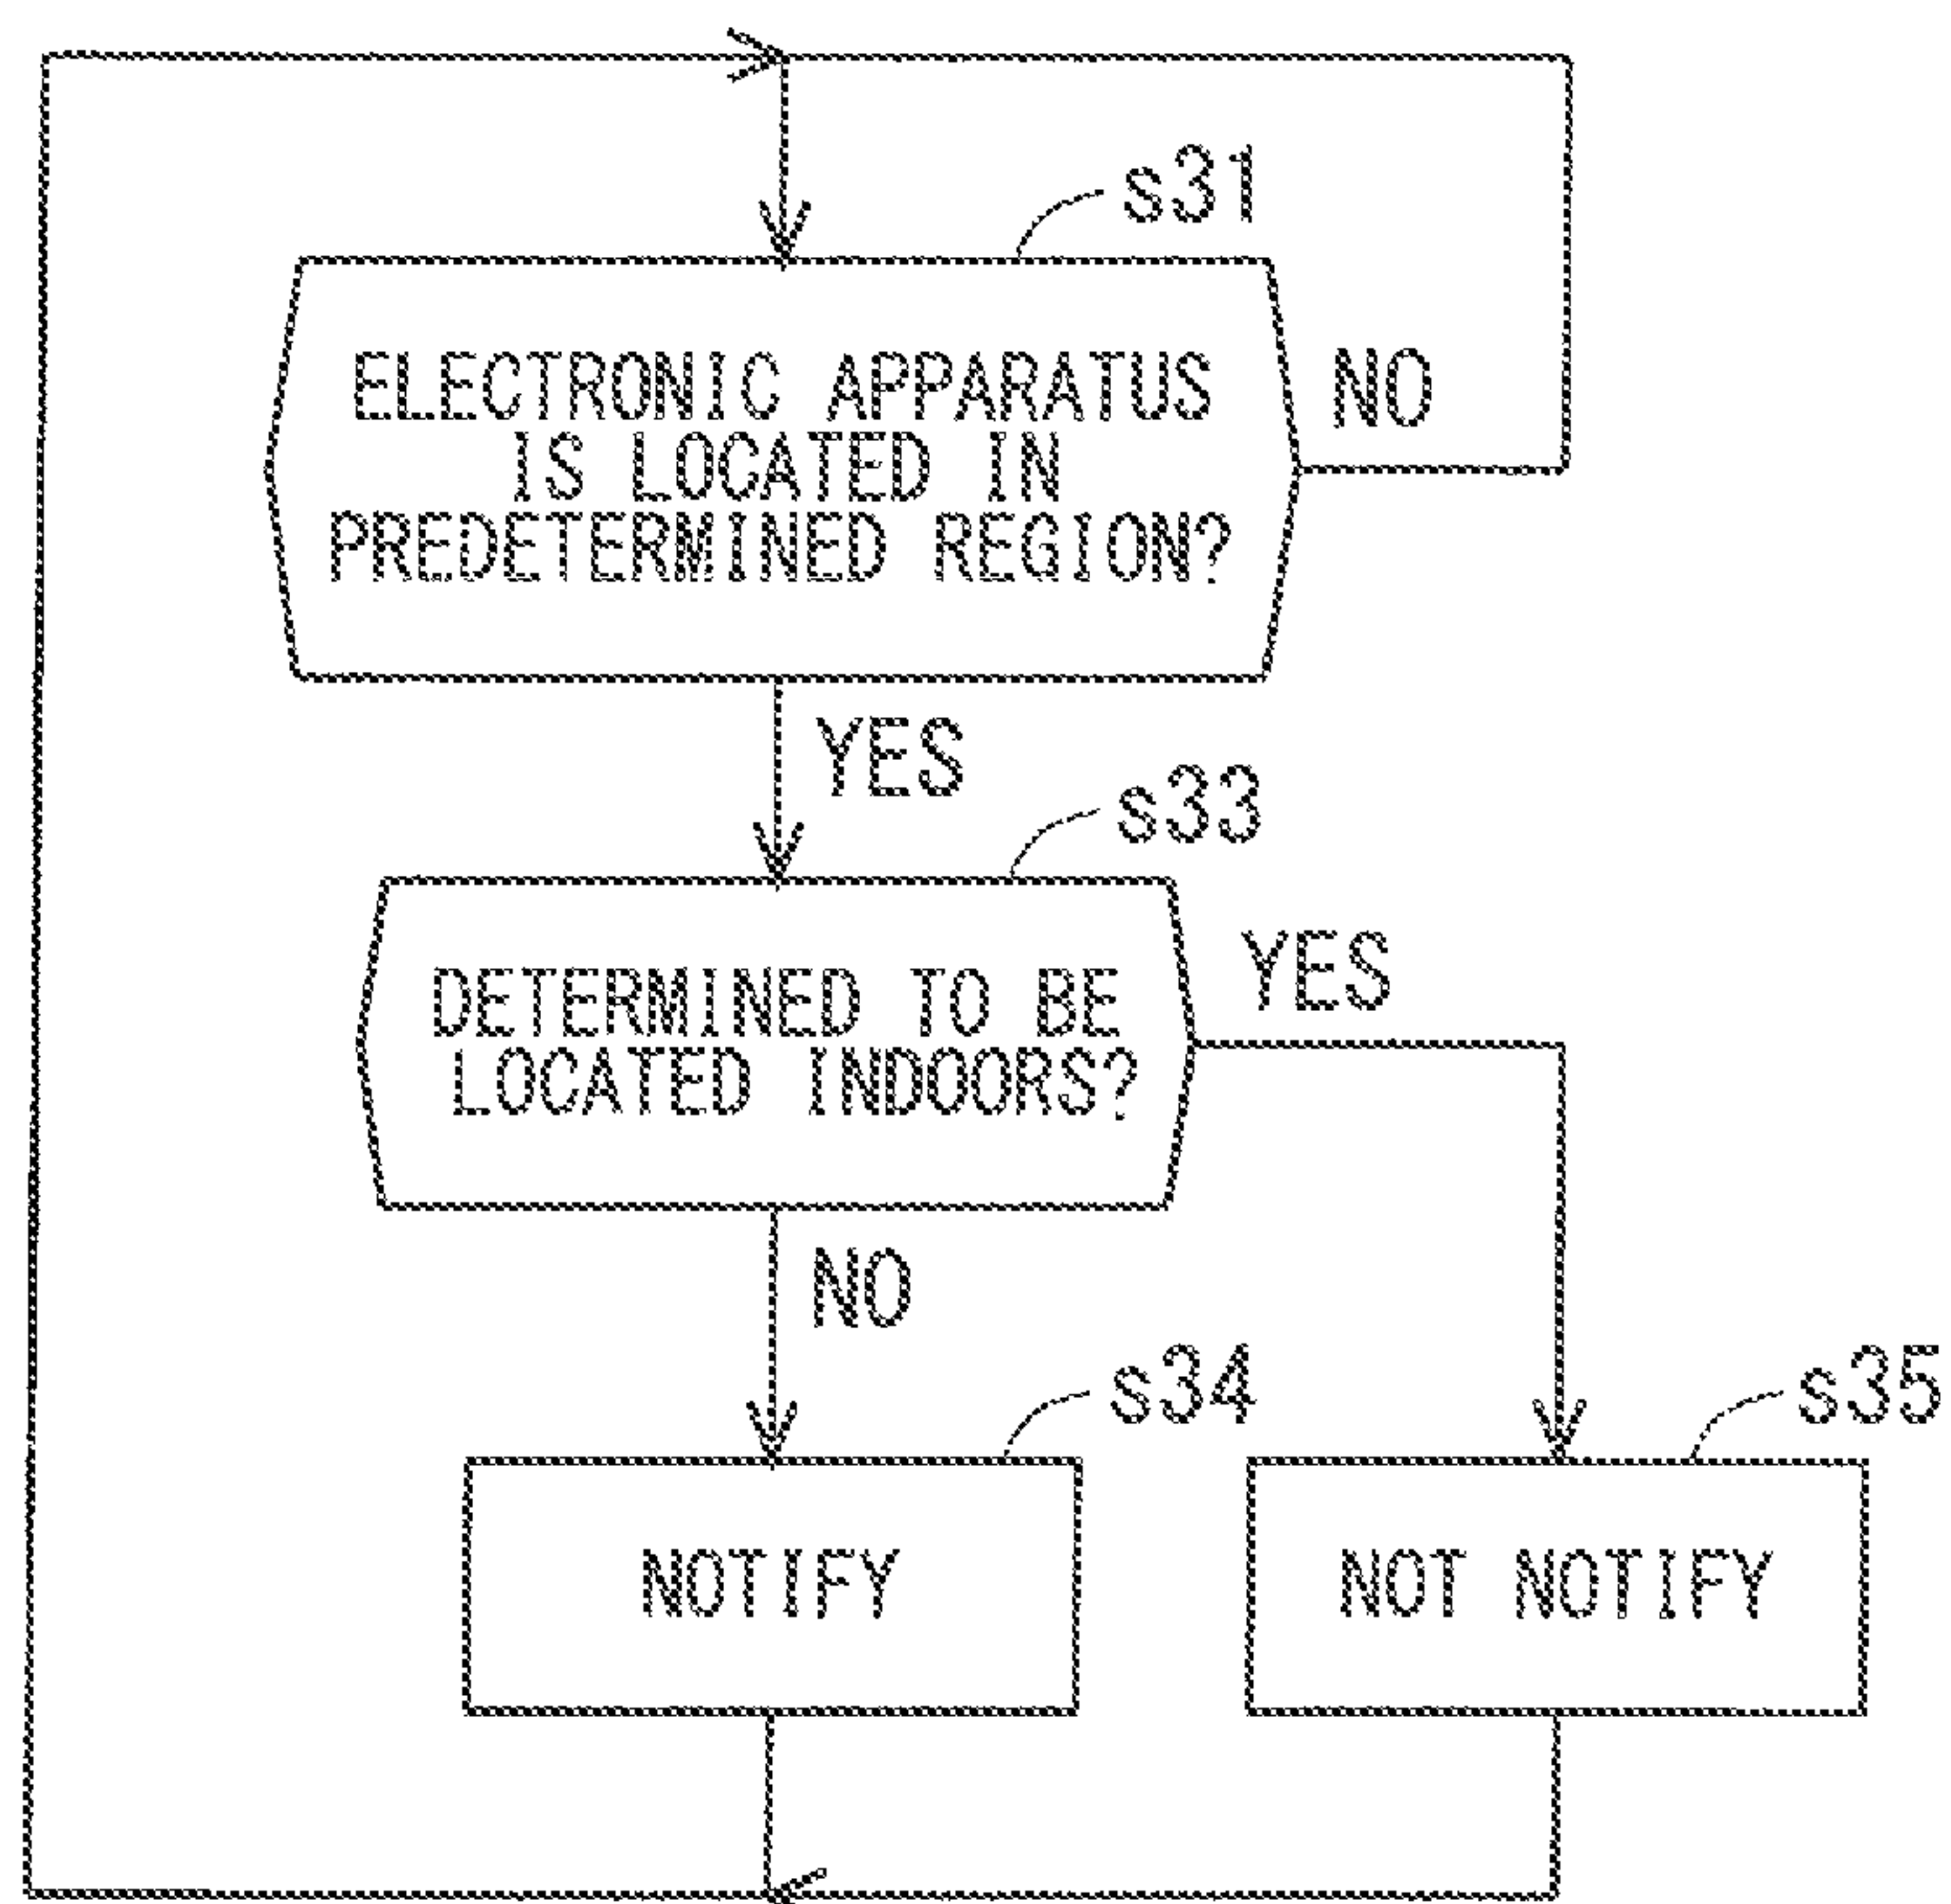 s31
ELECTRONIC APPARATUS
IS LOCATED IN
PREDETERMINED REGION?
NO
YES
s33
DETERMINED TO BE
LOCATED INDOORS?
YES
NO
s34
s35
NOTIFY
NOT NOTIFY